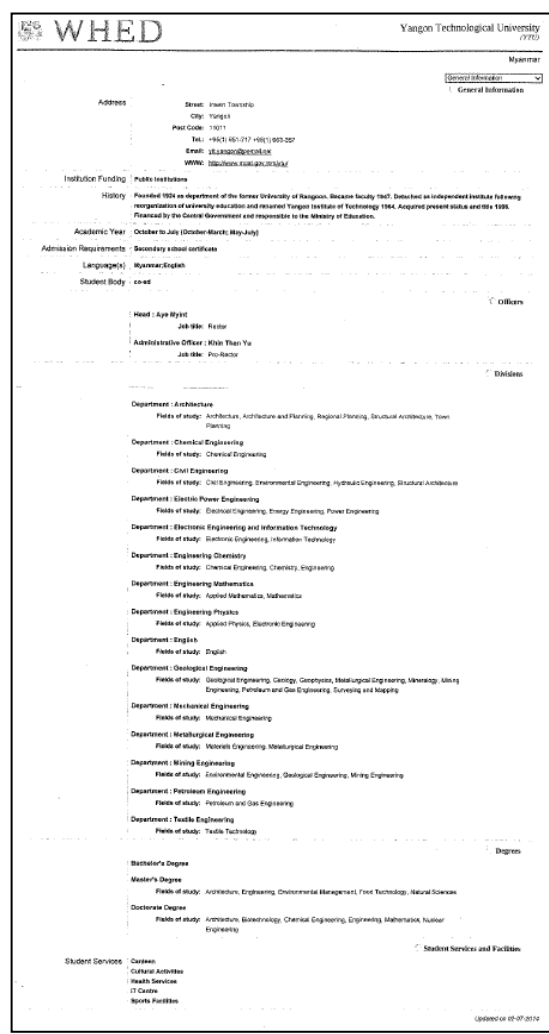 WHED
Yangon Technological University
(YTU)
Myanmar
General Information
General Information
Address
Street: Insein Township
City: Yangon
Post Code: 11011
Tel.:
Email:
WWW:
Institution Funding Public Institutions
History Founded 1924 as department of the former University of Rangoon. Became faculty 1947. Detached as independent institute following
reorganization of university education and renamed Yangon Institute of Technology 1964. Acquired present status and title 1998.
Financed by the Central Government and responsible to the Ministry of Education.
Academic Year October to July (October-March; May-July)
Admission Requirements Secondary school certificate
Language(s) Myanmar;English
Student Body co-ed
Officers
Head : Aye Myint
Job title: Rector
Administrative Officer : Khin Than Yu
Job title: Pro-Rector
Divisions
Department : Architecture
Fields of study: Architecture, Architecture and Planning, Regional Planning, Structural Architecture, Town
Planning
Department : Chemical Engineering
Fields of study: Chemical Engineering
Department : Civil Engineering
Fields of study: Civil Engineering, Environmental Engineering, Hydraulic Engineering, Structural Architecture
Department : Electric Power Engineering
Fields of study: Electrical Engineering, Energy Engineering, Power Engineering
Department : Electronic Engineering and Information Technology
Fields of study: Electronic Engineering, Information Technology
Department : Engineering Chemistry
Fields of study: Chemical Engineering, Chemistry, Engineering
Department : Engineering Mathematics
Fields of study: Applied Mathematics, Mathematics
Department : Engineering Physics
Fields of study: Applied Physics, Electronic Engineering
Department : English
Fields of study: English
Department : Geological Engineering
Fields of study: Geological Engineering, Geology, Geophysics, Metallurgical Engineering, Mineralogy, Mining
Engineering, Petroleum and Gas Engineering, Surveying and Mapping
Department : Mechanical Engineering
Fields of study: Mechanical Engineering
Department : Metallurgical Engineering
Fields of study: Materials Engineering, Metallurgical Engineering
Department : Mining Engineering
Fields of study: Environmental Engineering, Geological Engineering, Mining Engineering
Department : Petroleum Engineering
Fields of study: Petroleum and Gas Engineering
Department : Textile Engineering
Fields of study: Textile Technology
Degrees
Bachelor's Degree
Master's Degree
Fields of study: Architecture, Engineering, Environmental Management, Food Technology, Natural Sciences
Doctorate Degree
Fields of study: Architecture, Biotechnology, Chemical Engineering, Engineering, Mathematics, Nuclear
Engineering
Student Services and Facilities
Student Services Canteen
Cultural Activities
Health Services
IT Centre
Sports Facilities
Updated on 03-07-2014